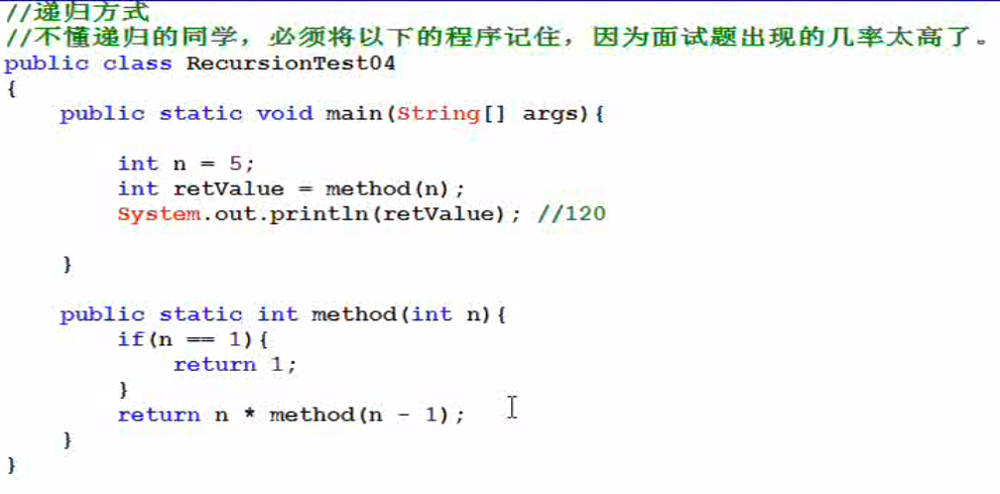 //递归方式
//不懂递归的同学，必须将以下的程序记住，因为面试题出现的几率太高了。
public class RecursionTest04
{
    public static void main(String[] args){
        int n = 5;
        int retValue = method(n);
        System.out.println(retValue); //120
    }
    public static int method(int n){
        if(n == 1){
            return 1;
        }
        return n * method(n - 1);
    }
}